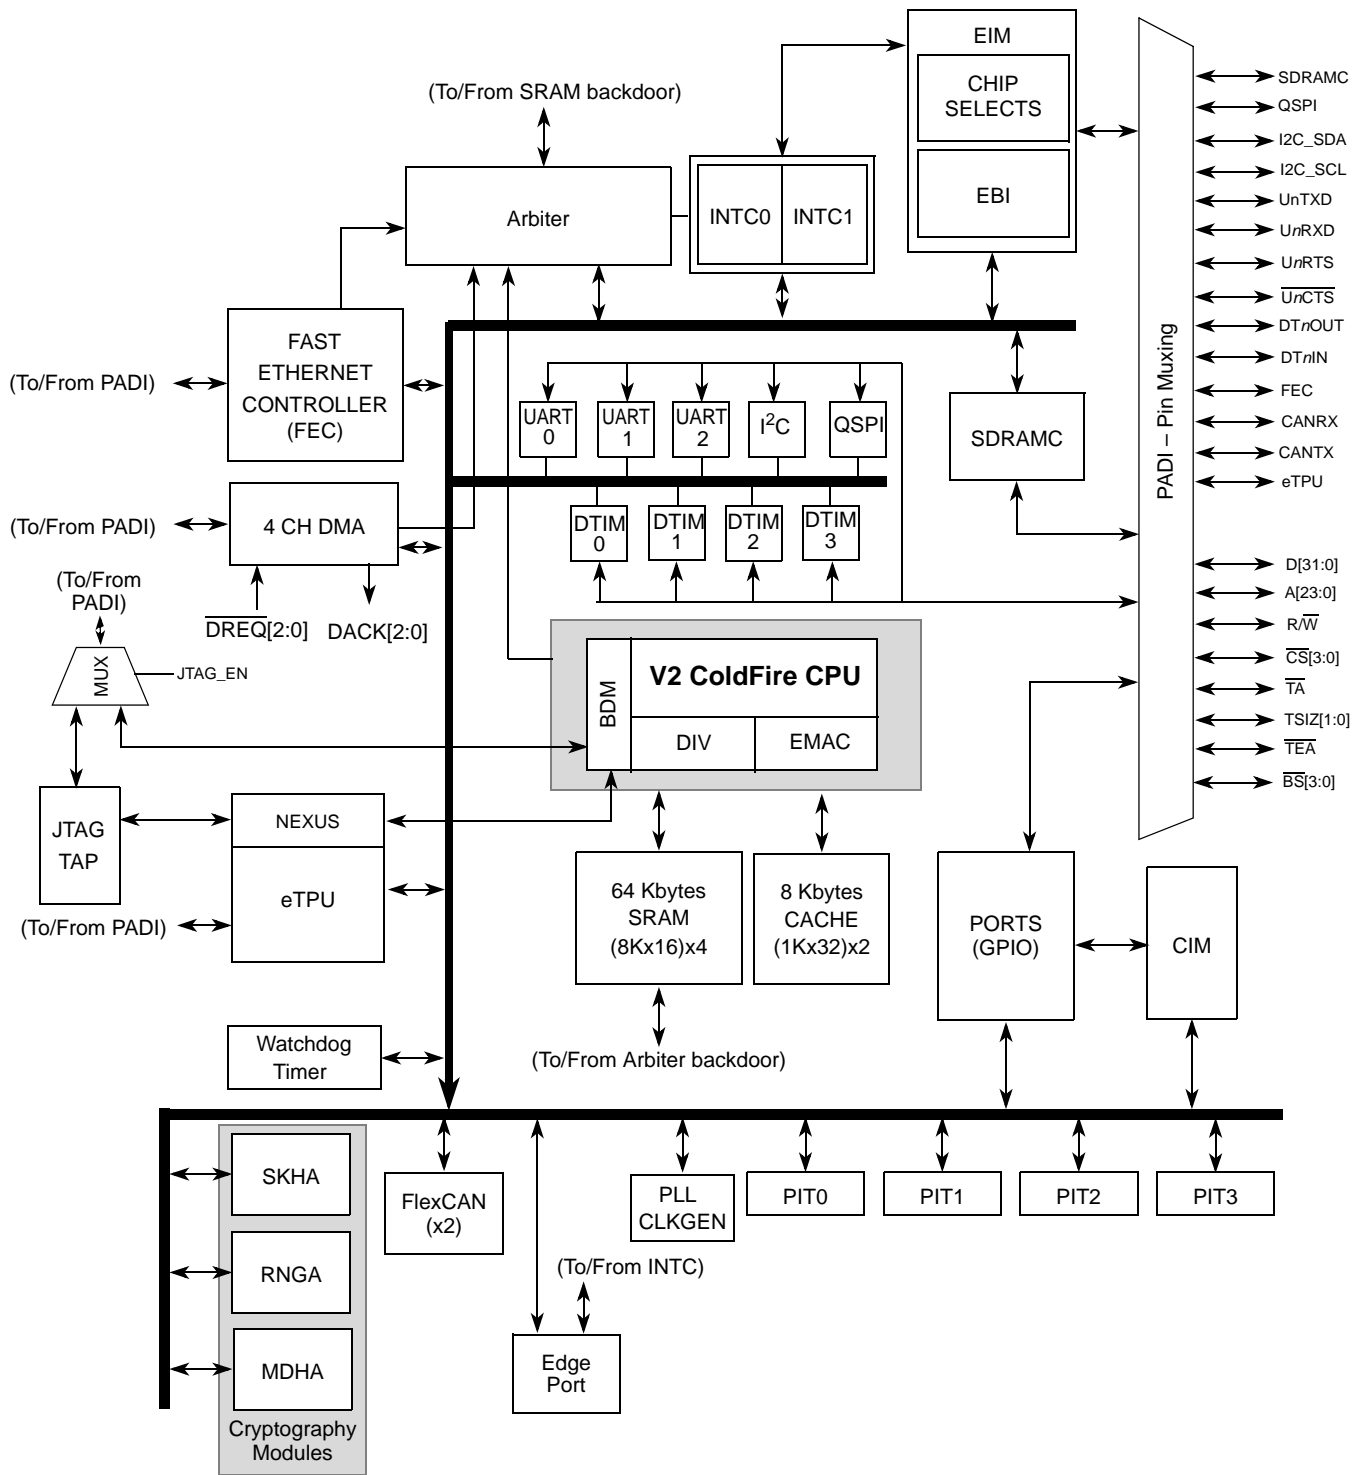 EIM
CHIP
SELECTS
EBI
(To/From SRAM backdoor)
Arbiter
INTC0
INTC1
SDRAMC
QSPI
I2C_SDA
I2C_SCL
UnTXD
UnRXD
UnRTS
UnCTS
DTnOUT
DTnIN
FEC
CANRX
CANTX
eTPU
D[31:0]
A[23:0]
R/W
CS[3:0]
TA
TSIZ[1:0]
TEA
BS[3:0]
PADI – Pin Muxing
FAST
ETHERNET
CONTROLLER
(FEC)
(To/From PADI)
UART
0
UART
1
UART
2
I²C
QSPI
SDRAMC
4 CH DMA
(To/From PADI)
DTIM
0
DTIM
1
DTIM
2
DTIM
3
DREQ[2:0]
DACK[2:0]
(To/From
PADI)
MUX
JTAG_EN
BDM
V2 ColdFire CPU
DIV
EMAC
JTAG
TAP
NEXUS
eTPU
(To/From PADI)
64 Kbytes
SRAM
(8Kx16)x4
8 Kbytes
CACHE
(1Kx32)x2
PORTS
(GPIO)
CIM
(To/From Arbiter backdoor)
Watchdog
Timer
SKHA
RNGA
MDHA
Cryptography
Modules
FlexCAN
(x2)
PLL
CLKGEN
PIT0
PIT1
PIT2
PIT3
(To/From INTC)
Edge
Port